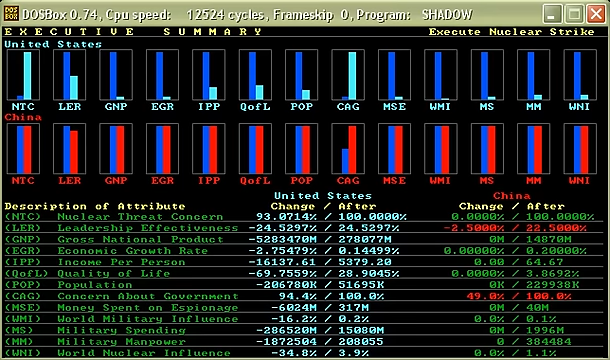 DOSBox 0.74, Cpu speed: 12524 cycles, Frameskip 0, Program: SHADOW
EXECUTIVE SUMMARY Execute Nuclear Strike
United States
NTC LER GNP EGR IPP QofL POP CAG MSE WMI MS MM WNI
China
NTC LER GNP EGR IPP QofL POP CAG MSE WMI MS MM WNI
United States China
Description of Attribute Change / After Change / After
(NTC) Nuclear Threat Concern 93.0714% / 100.0000% 0.0000% / 100.0000%
(LER) Leadership Effectiveness -24.5297% / 24.5297% -2.5000% / 22.5000%
(GNP) Gross National Product -5283470M / 278077M 0M / 14870M
(EGR) Economic Growth Rate -2.75479% / 0.14499% 0.00000% / 0.20000%
(IPP) Income Per Person -16137.61 / 5379.20 0.00 / 64.67
(QofL) Quality of Life -69.7559% / 28.9045% 0.0000% / 3.8692%
(POP) Population -206780K / 51695K 0K / 229938K
(CAG) Concern About Government 94.4% / 100.0% 49.0% / 100.0%
(MSE) Money Spent on Espionage -6024M / 317M 0M / 40M
(WMI) World Military Influence -16.2% / 0.2% 0.0% / 0.1%
(MS) Military Spending -286520M / 15080M 0M / 1996M
(MM) Military Manpower -1872504 / 208055 0 / 384484
(WNI) World Nuclear Influence -34.8% / 3.9% 0.0% / 1.1%